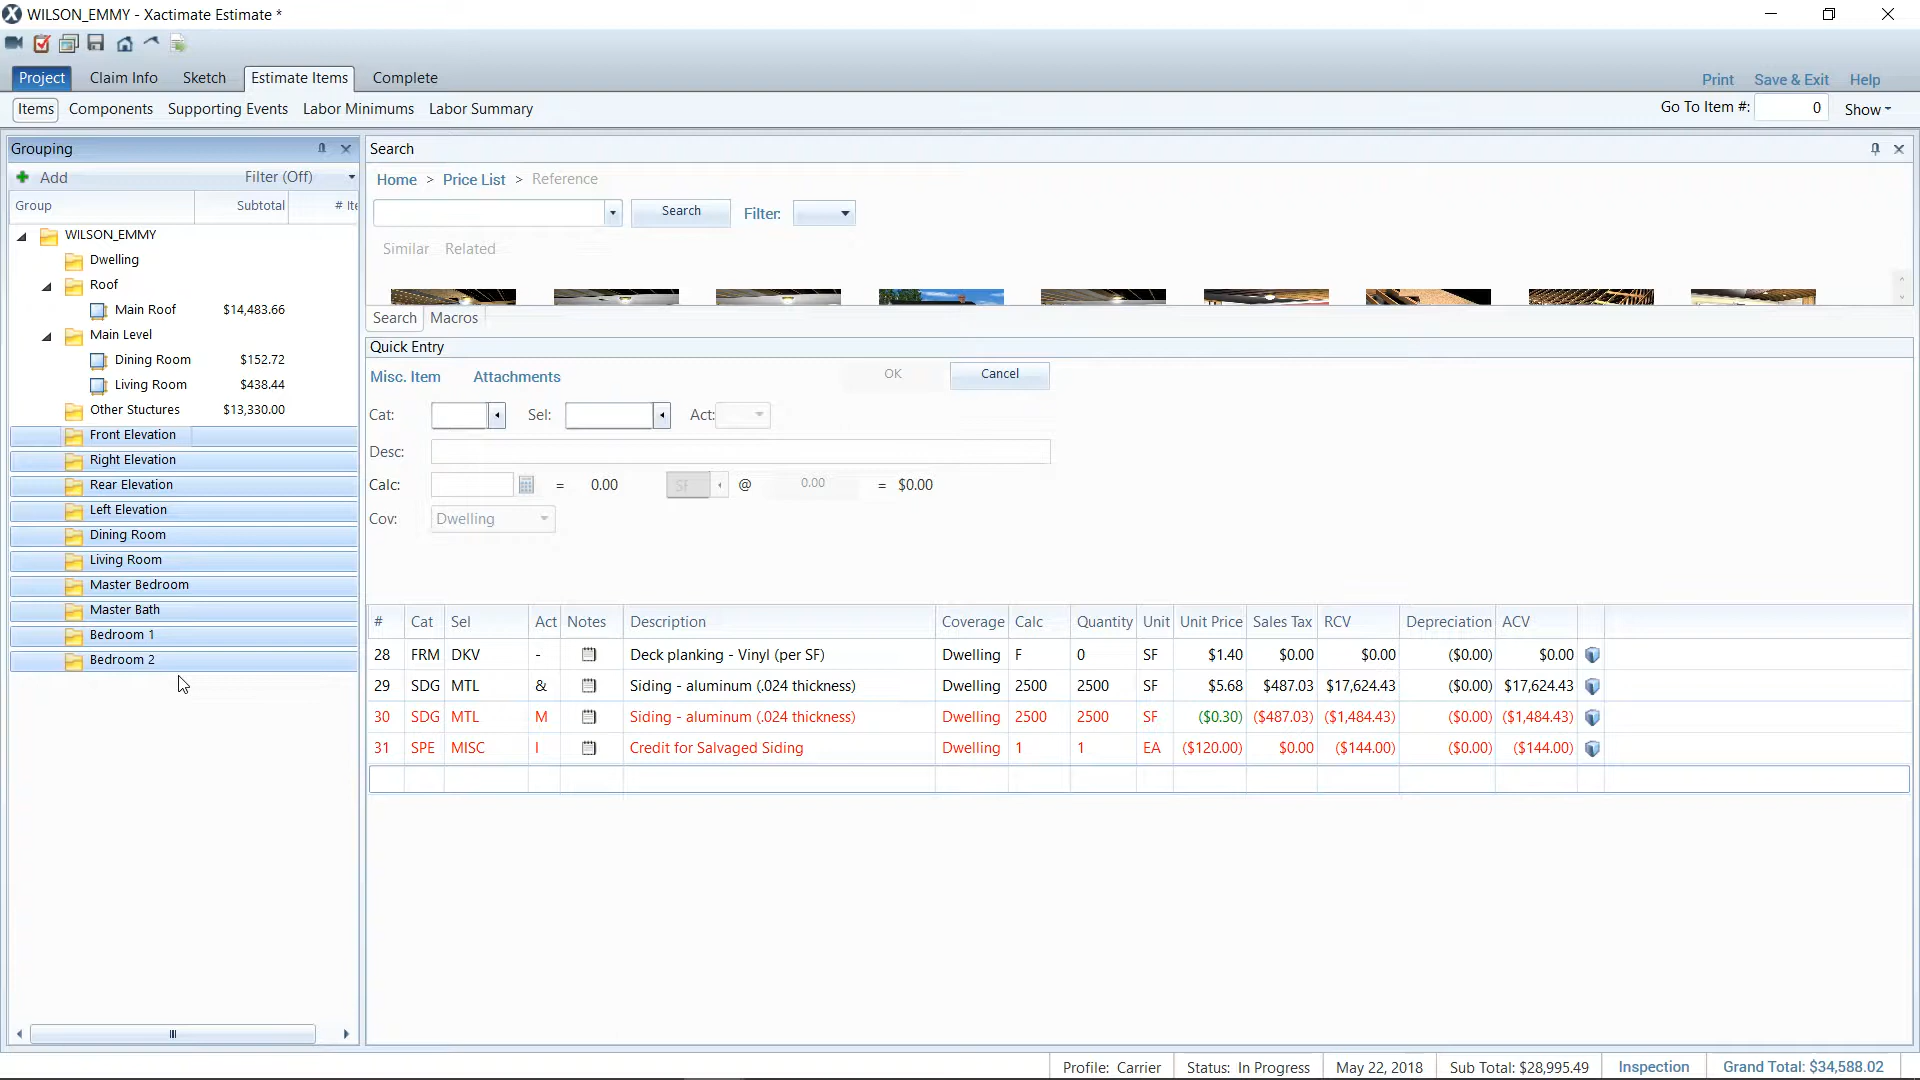 WILSON_EMMY - Xactimate Estimate *
Project Claim Info Sketch Estimate Items Complete
Print Save & Exit Help
Items Components Supporting Events Labor Minimums Labor Summary
Go To Item #: 0 Show
Grouping
Add Filter (Off)
Group Subtotal # Ite
WILSON_EMMY
Dwelling
Roof
Main Roof $14,483.66
Main Level
Dining Room $152.72
Living Room $438.44
Other Stuctures $13,330.00
Front Elevation
Right Elevation
Rear Elevation
Left Elevation
Dining Room
Living Room
Master Bedroom
Master Bath
Bedroom 1
Bedroom 2
Search
Home > Price List > Reference
Search Filter:
Similar Related
Search Macros
Quick Entry
Misc. Item Attachments OK Cancel
Cat: Sel: Act:
Desc:
Calc: = 0.00 SF @ 0.00 = $0.00
Cov: Dwelling
# Cat Sel Act Notes Description Coverage Calc Quantity Unit Unit Price Sales Tax RCV Depreciation ACV
28 FRM DKV - Deck planking - Vinyl (per SF) Dwelling F 0 SF $1.40 $0.00 $0.00 ($0.00) $0.00
29 SDG MTL & Siding - aluminum (.024 thickness) Dwelling 2500 2500 SF $5.68 $487.03 $17,624.43 ($0.00) $17,624.43
30 SDG MTL M Siding - aluminum (.024 thickness) Dwelling 2500 2500 SF ($0.30) ($487.03) ($1,484.43) ($0.00) ($1,484.43)
31 SPE MISC I Credit for Salvaged Siding Dwelling 1 1 EA ($120.00) $0.00 ($144.00) ($0.00) ($144.00)
Profile: Carrier Status: In Progress May 22, 2018 Sub Total: $28,995.49 Inspection Grand Total: $34,588.02